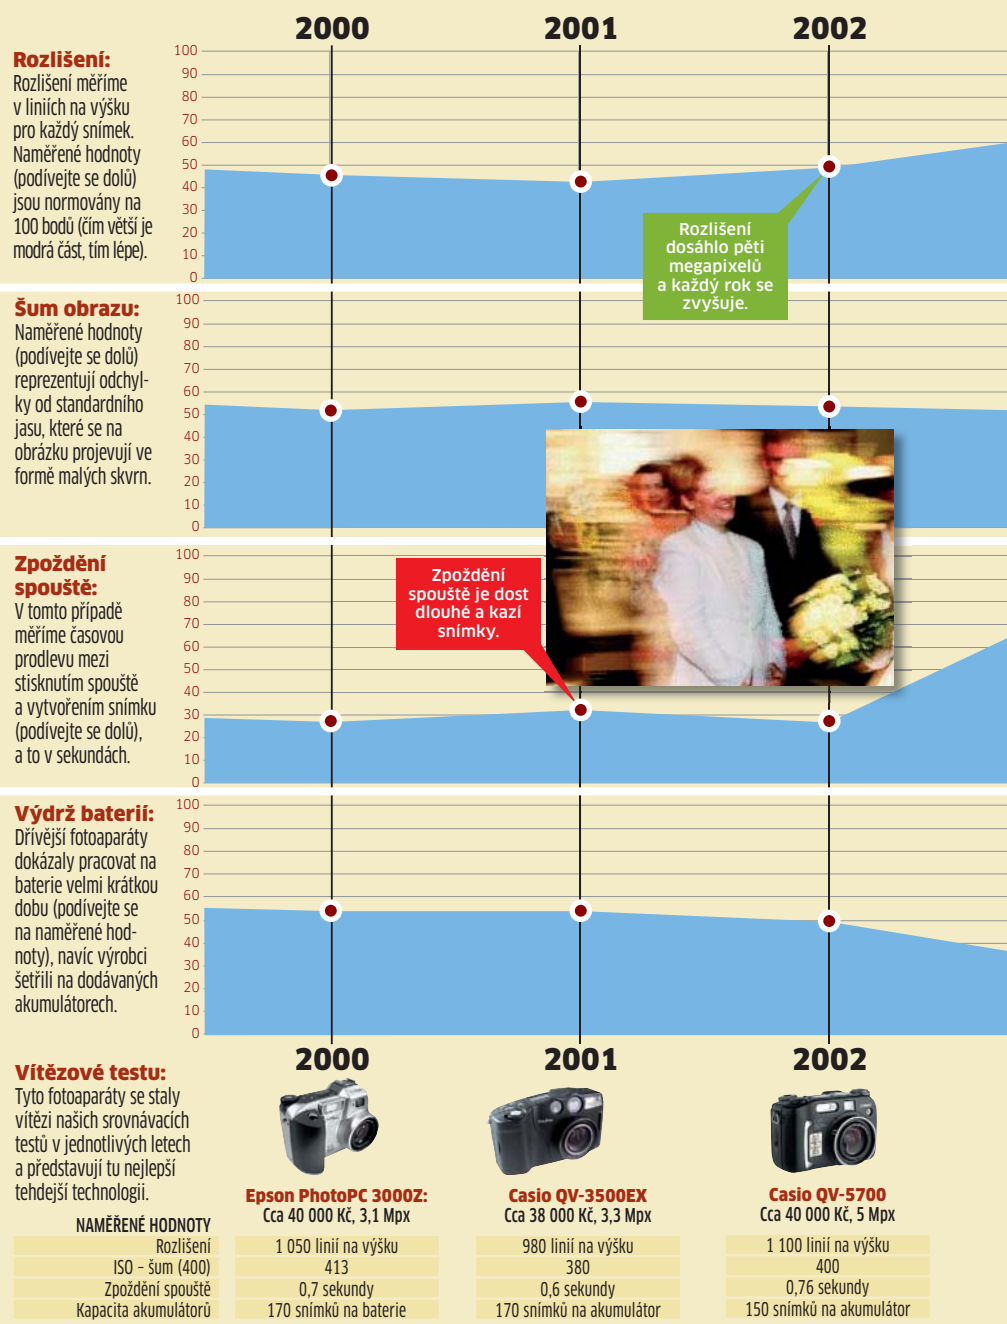 2000
2001
2002
Rozlišení:
Rozlišení měříme
v liniích na výšku
pro každý snímek.
Naměřené hodnoty
(podívejte se dolů)
jsou normovány na
100 bodů (čím větší je
modrá část, tím lépe).
100
90
80
70
60
50
40
30
20
10
0
Rozlišení
dosáhlo pěti
megapixelů
a každý rok se
zvyšuje.
Šum obrazu:
Naměřené hodnoty
(podívejte se dolů)
reprezentují odchyl-
ky od standardního
jasu, které se na
obrázku projevují ve
formě malých skvrn.
100
90
80
70
60
50
40
30
20
10
0
Zpoždění
spouště:
V tomto případě
měříme časovou
prodlevu mezi
stisknutím spouště
a vytvořením snímku
(podívejte se dolů),
a to v sekundách.
100
90
80
70
60
50
40
30
20
10
0
Zpoždění
spouště je dost
dlouhé a kazí
snímky.
Výdrž baterií:
Dřívější fotoaparáty
dokázaly pracovat na
baterie velmi krátkou
dobu (podívejte se
na naměřené hod-
noty), navíc výrobci
šetřili na dodávaných
akumulátorech.
100
90
80
70
60
50
40
30
20
10
0
2000
2001
2002
Vítězové testu:
Tyto fotoaparáty se staly
vítězi našich srovnávacích
testů v jednotlivých letech
a představují tu nejlepší
tehdejší technologii.
Epson PhotoPC 3000Z:
Cca 40 000 Kč, 3,1 Mpx
Casio QV-3500EX
Cca 38 000 Kč, 3,3 Mpx
Casio QV-5700
Cca 40 000 Kč, 5 Mpx
NAMĚŘENÉ HODNOTY
Rozlišení 1 050 linií na výšku 980 linií na výšku 1 100 linií na výšku
ISO – šum (400) 413 380 400
Zpoždění spouště 0,7 sekundy 0,6 sekundy 0,76 sekundy
Kapacita akumulátorů 170 snímků na baterie 170 snímků na akumulátor 150 snímků na akumulátor